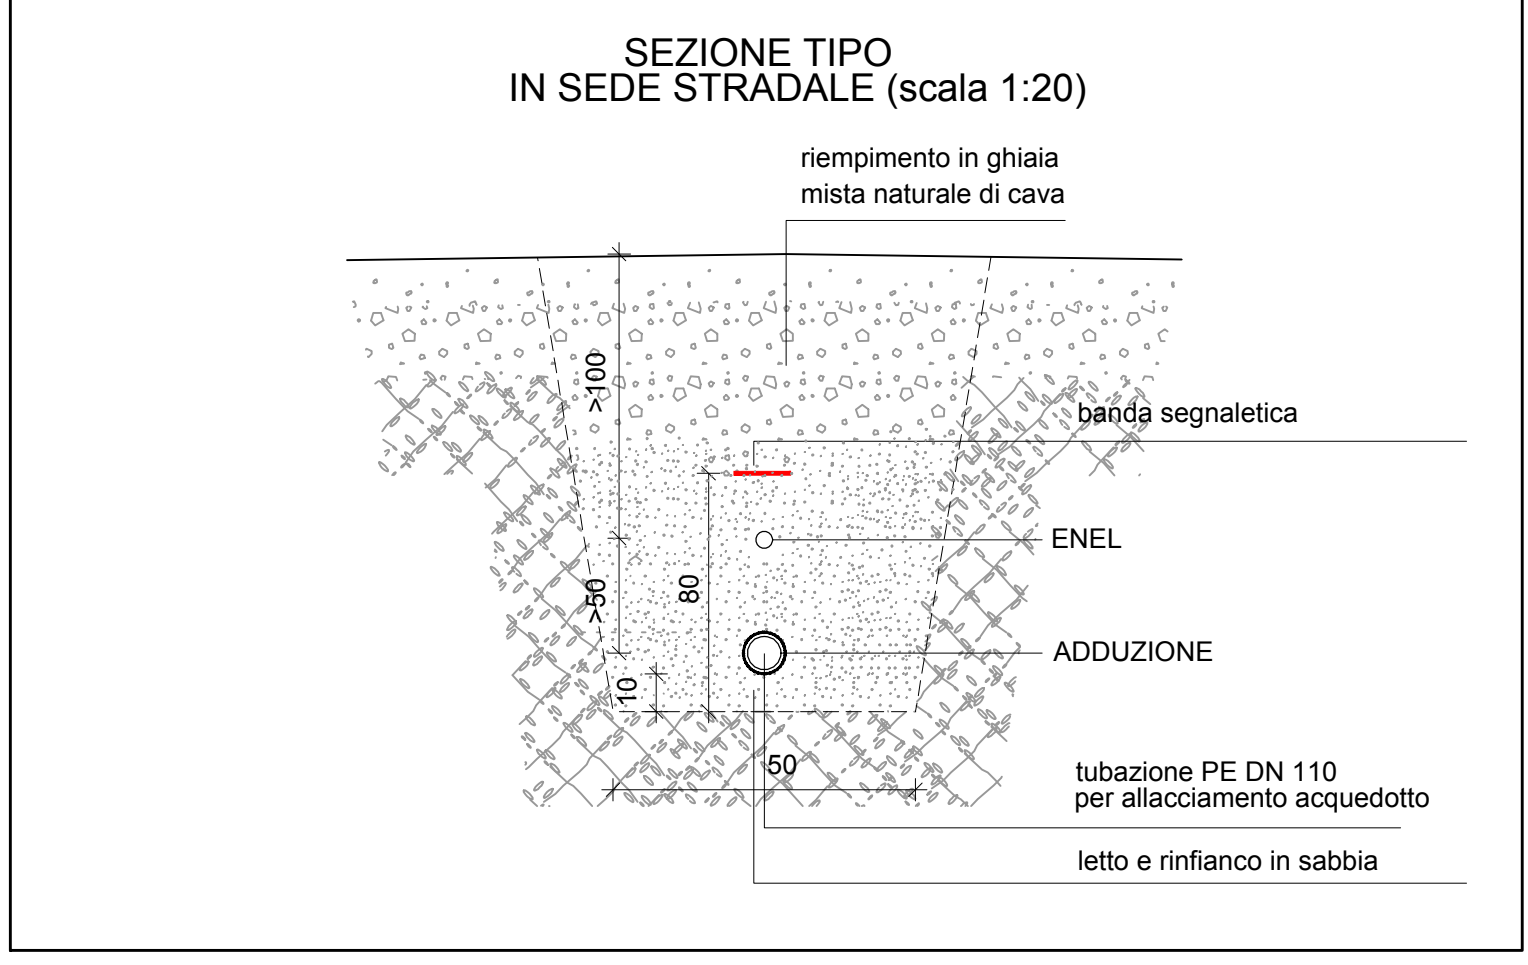 SEZIONE TIPO
IN SEDE STRADALE (scala 1:20)
riempimento in ghiaia
mista naturale di cava
>100
banda segnaletica
ENEL
>50
80
ADDUZIONE
10
50
tubazione PE DN 110
per allacciamento acquedotto
letto e rinfianco in sabbia